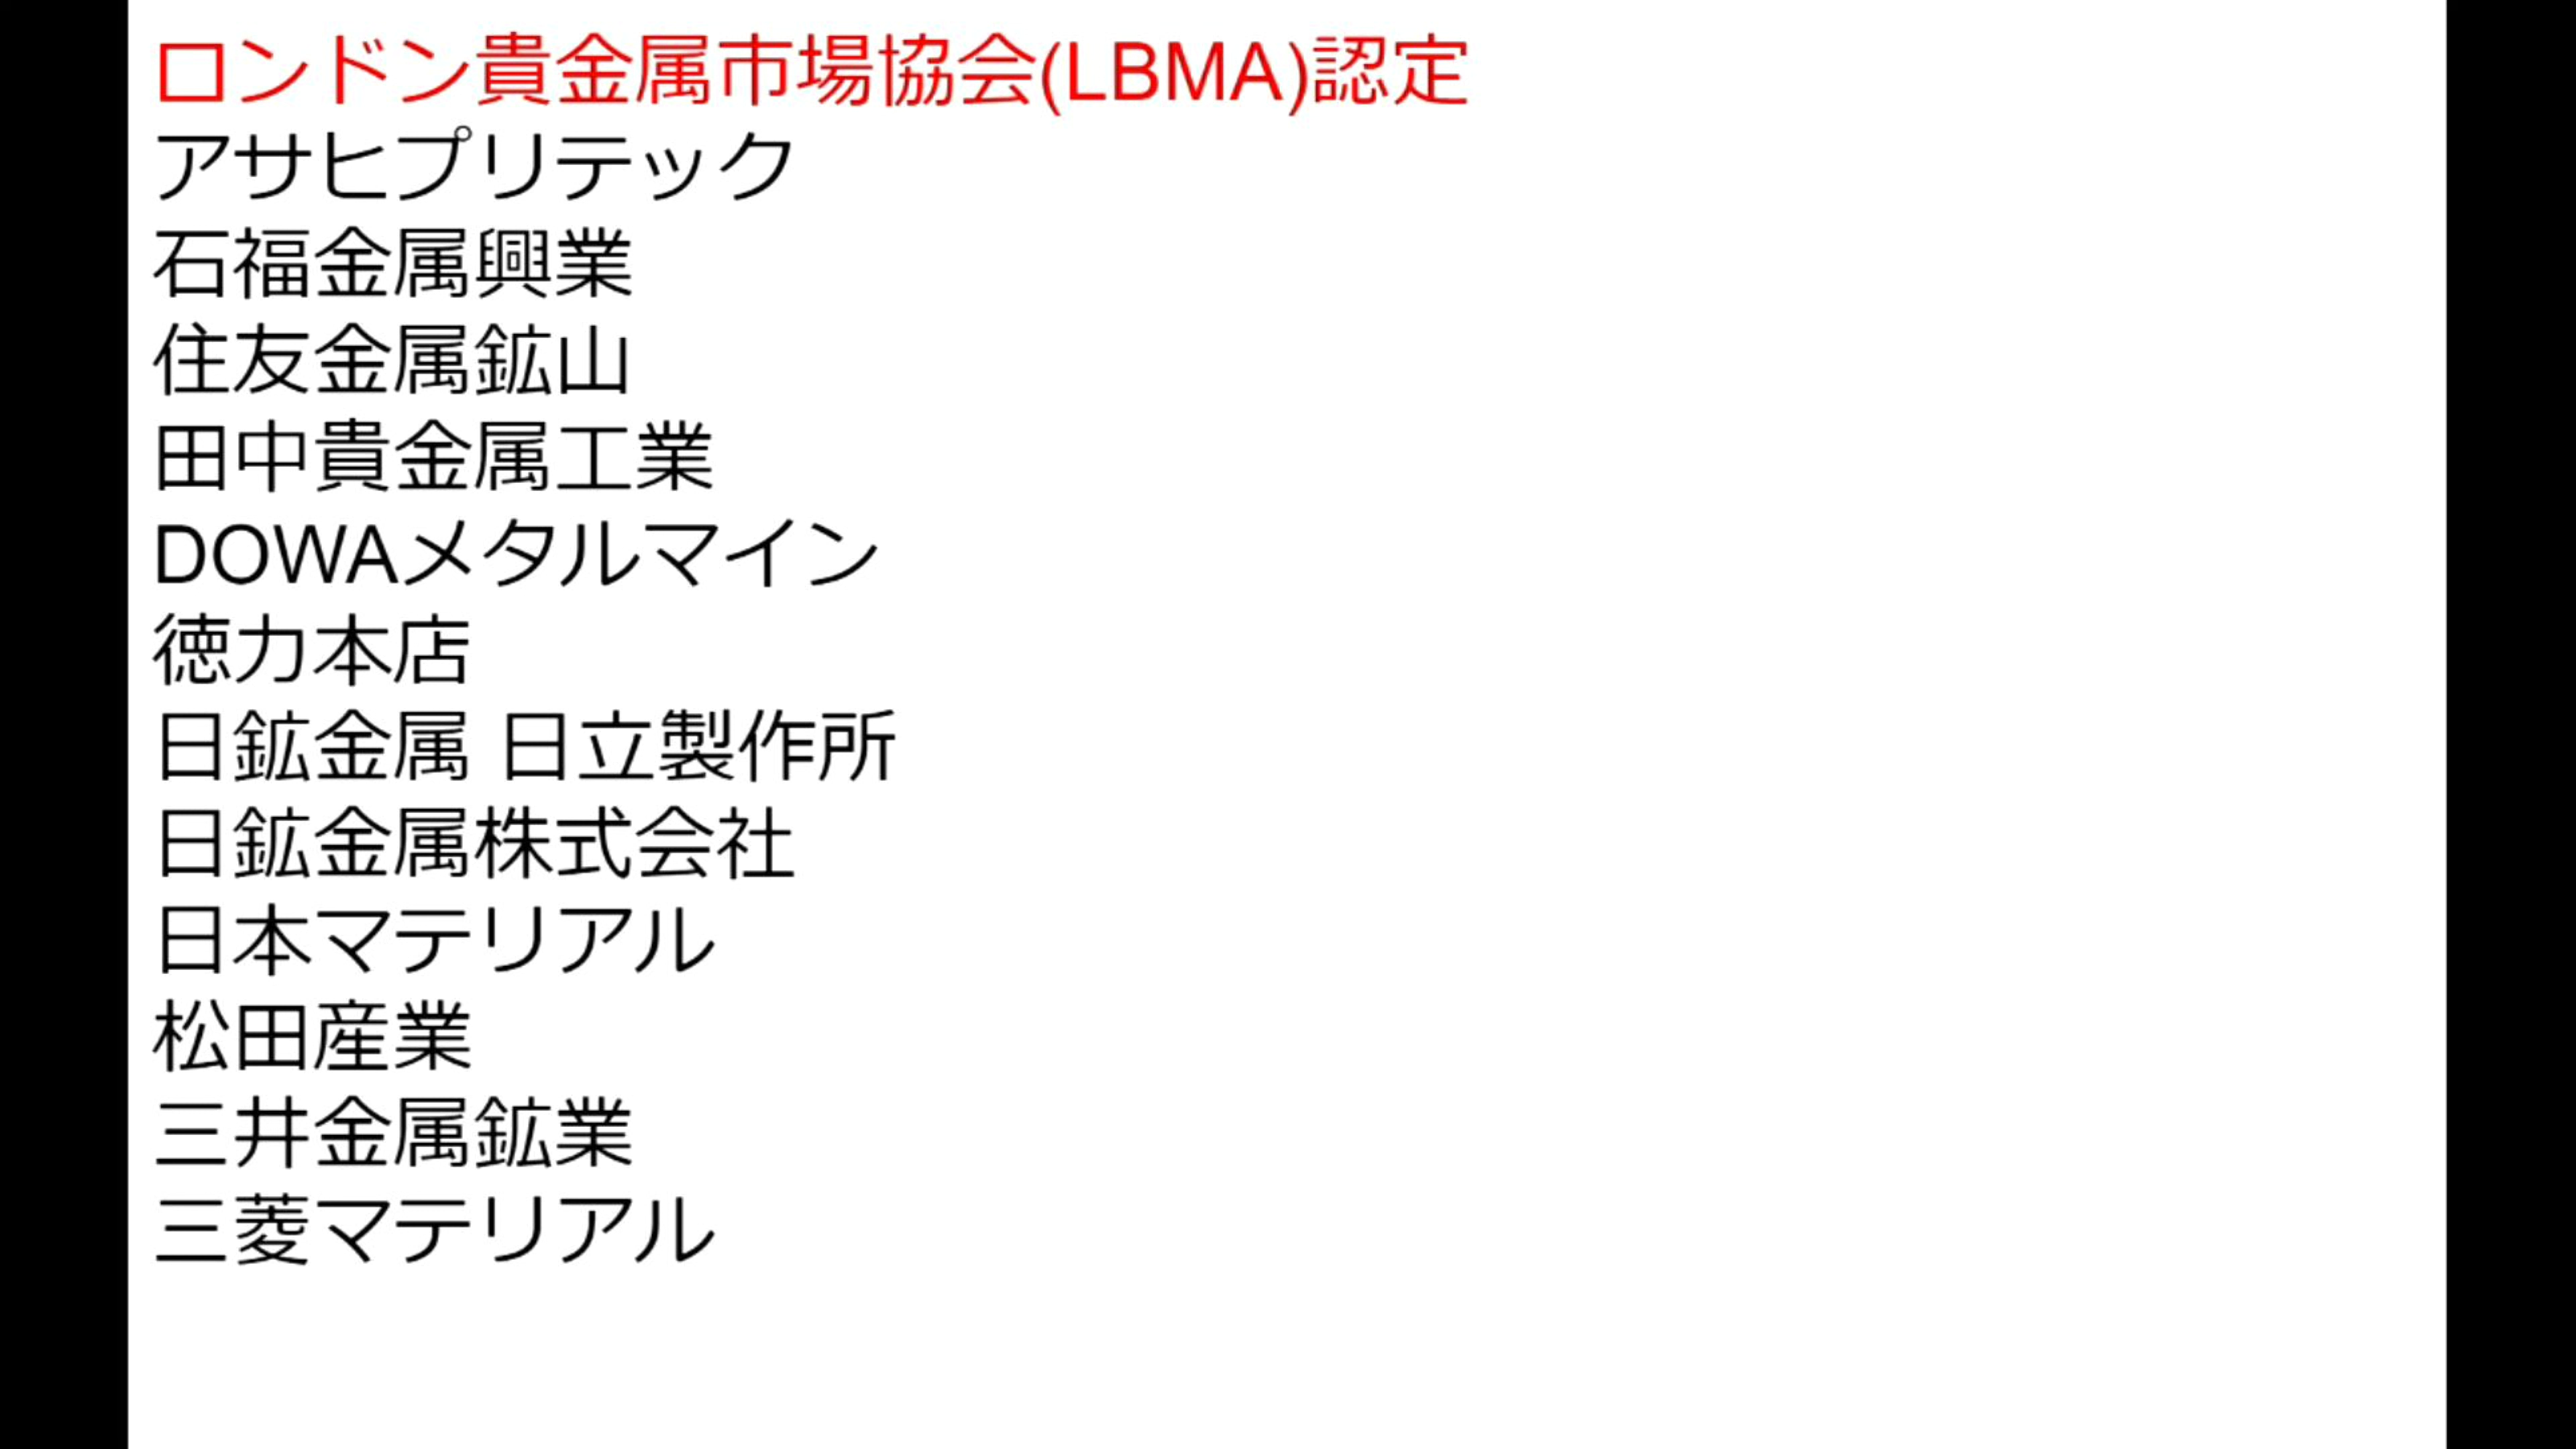 ロンドン貴金属市場協会(LBMA)認定
アサヒプリテック
石福金属興業
住友金属鉱山
田中貴金属工業
DOWAメタルマイン
徳力本店
日鉱金属 日立製作所
日鉱金属株式会社
日本マテリアル
松田産業
三井金属鉱業
三菱マテリアル